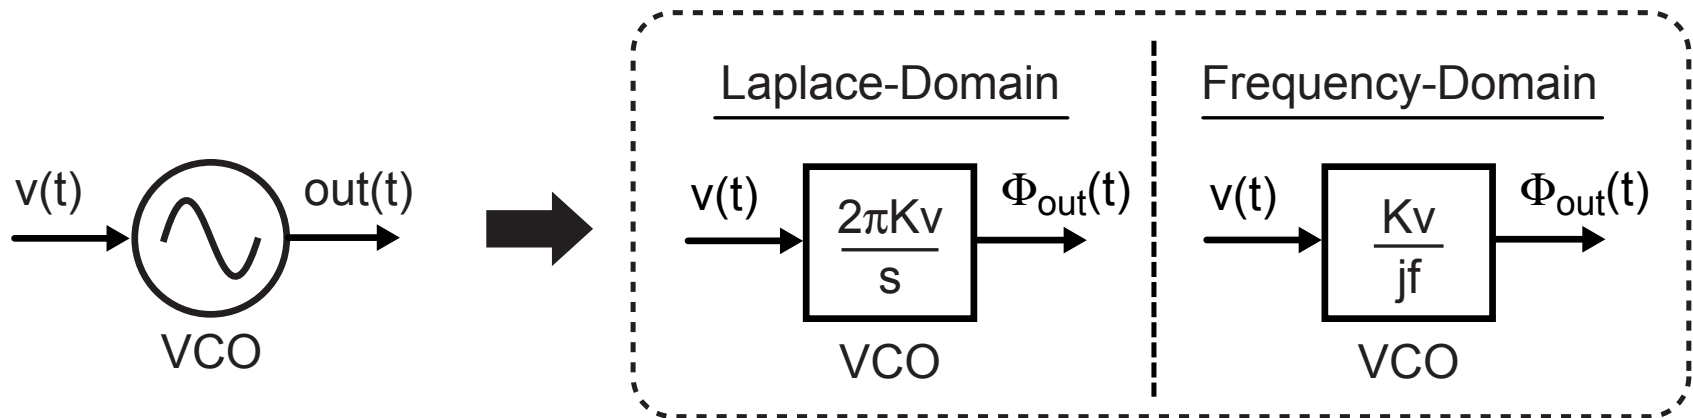 v(t)
out(t)
VCO
Laplace-Domain
v(t)
2πKv
s
Φout(t)
VCO
Frequency-Domain
v(t)
Kv
jf
Φout(t)
VCO